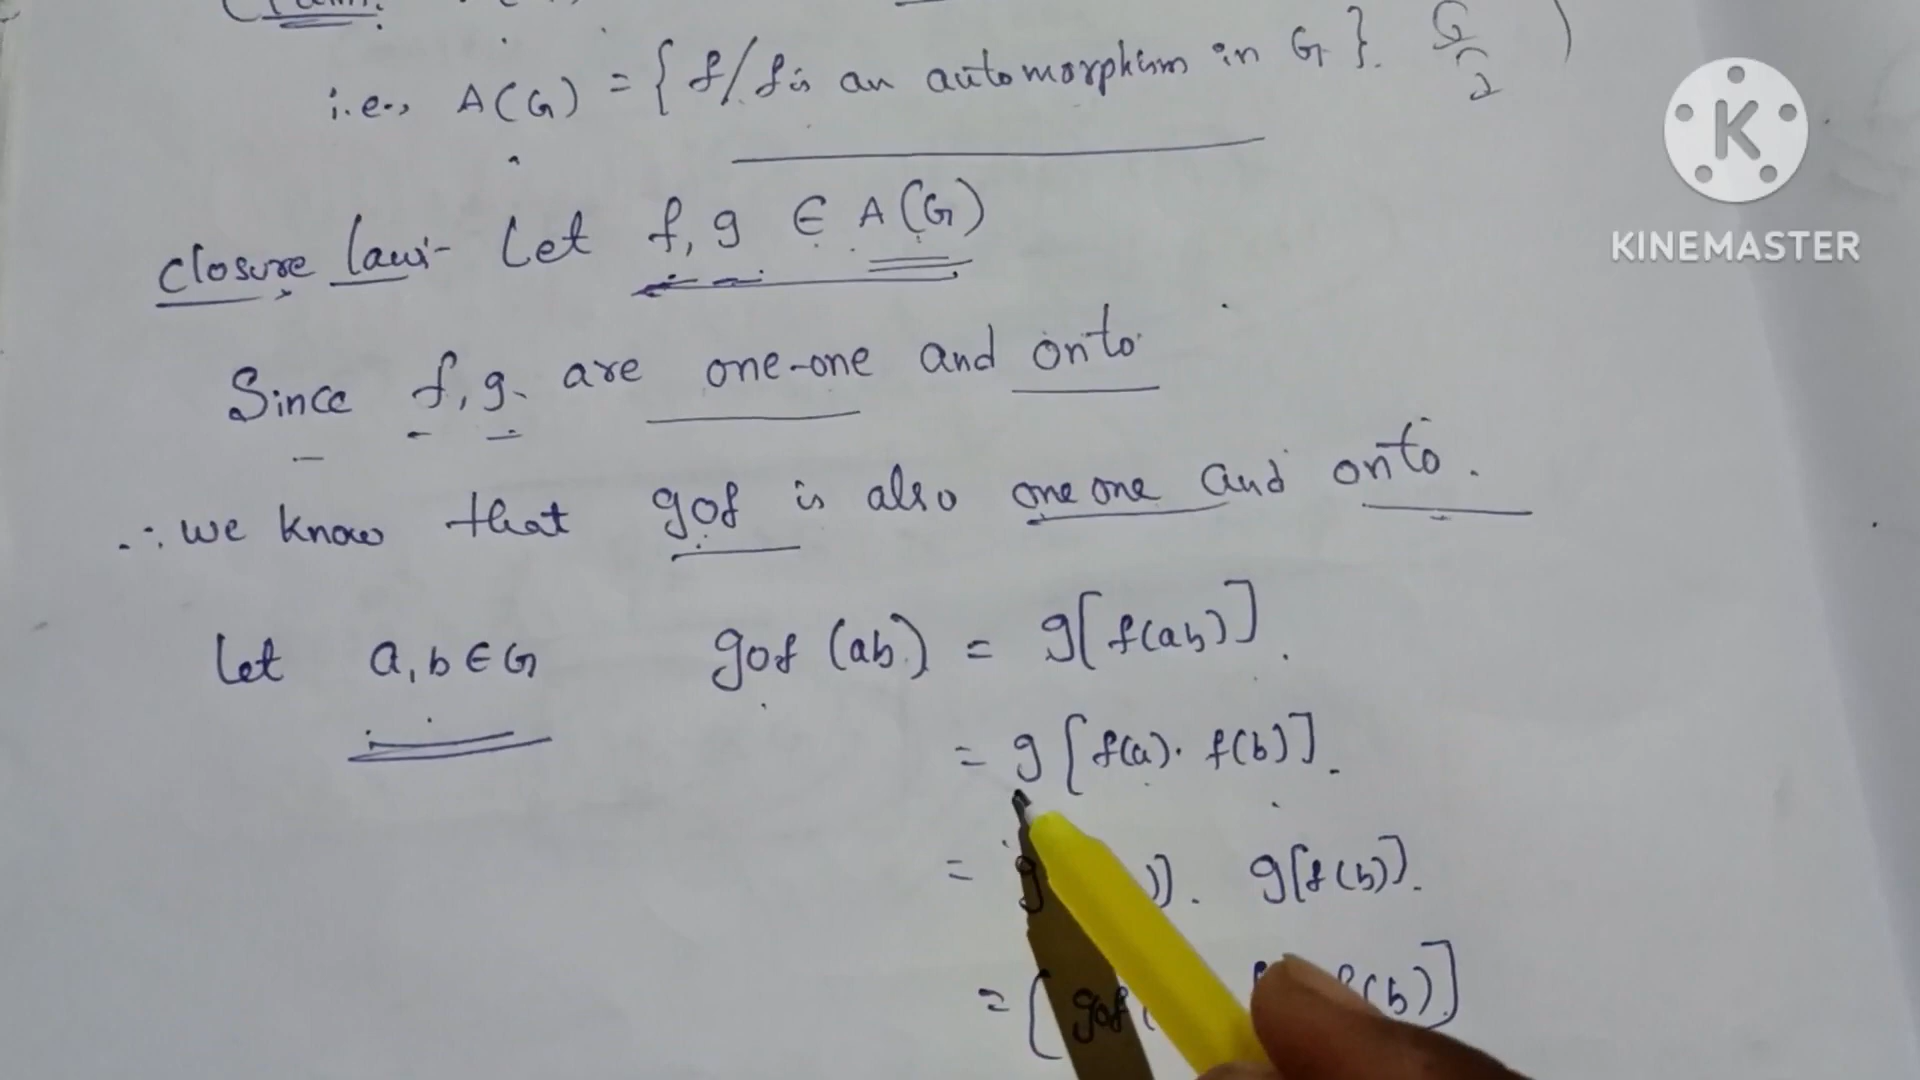 i.e., A(G) = { f/f is an automorphism in G }.
KINEMASTER
Closure law:- Let f, g ∈ A(G)
Since f, g are one-one and onto
∴ we know that gof is also one one and onto.
Let a, b ∈ G gof (ab) = g[f(ab)].
= g [f(a). f(b)].
= g )]. g[f(b)].
= [gof f(b)]